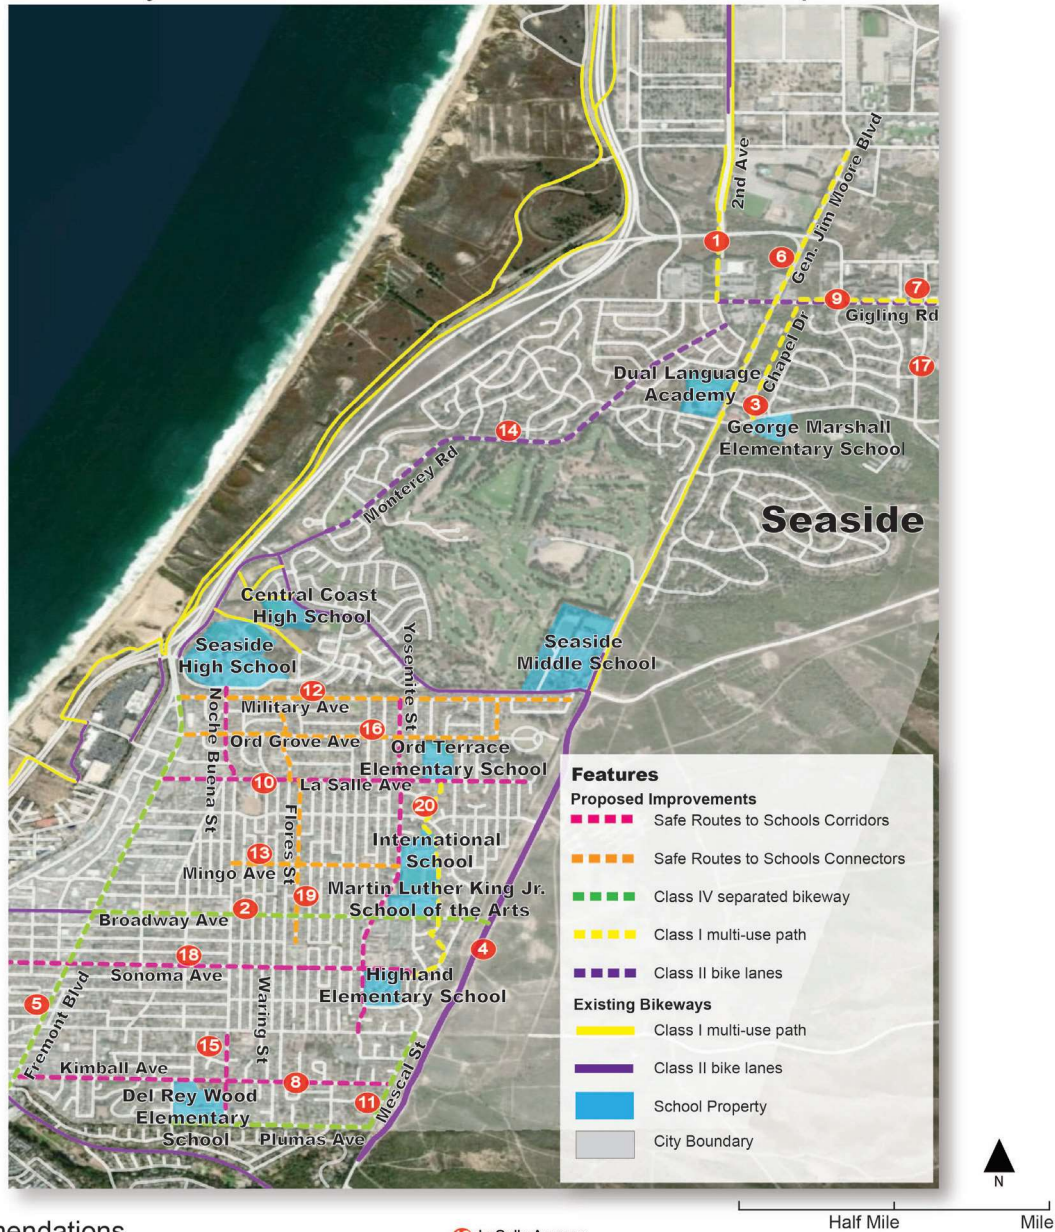 2nd Ave
Gen. Jim Moore Blvd
1
6
7
9
Gigling Rd
Chapel Dr
17
Dual Language
Academy
3
George Marshall
Elementary School
14
Monterey Rd
Seaside
Central Coast
High School
Seaside
High School
Yosemite St
Seaside
Middle School
12
Military Ave
Noche Buena St
16
Ord Grove Ave
Ord Terrace
Elementary School
10
La Salle Ave
20
Flores St
International
School
13
Mingo Ave
Martin Luther King Jr.
School of the Arts
19
2
Broadway Ave
4
18
Sonoma Ave
Highland
Elementary School
5
Fremont Blvd
Waring St
15
Kimball Ave
8
Del Rey Wood
Elementary
School
11
Mescal St
Plumas Ave
Features
Proposed Improvements
Safe Routes to Schools Corridors
Safe Routes to Schools Connectors
Class IV separated bikeway
Class I multi-use path
Class II bike lanes
Existing Bikeways
Class I multi-use path
Class II bike lanes
School Property
City Boundary
N
Half Mile
Mile